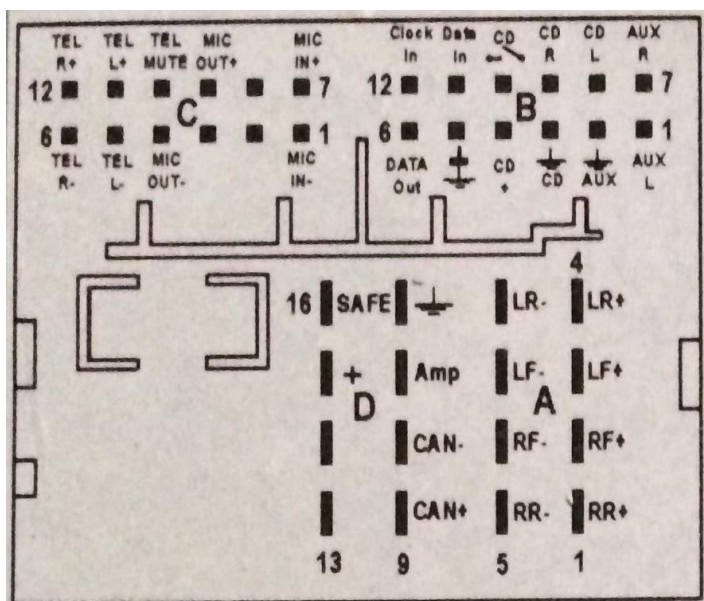 TEL TEL TEL MIC MIC Clock Data CD CD CD AUX
R+ L+ MUTE OUT+ IN+ In In R L R
12 7 12 7
C B
6 1 6 1
TEL TEL MIC MIC DATA CD CD AUX AUX
R- L- OUT- IN- Out + L
4
16 SAFE LR- LR+
+ Amp LF- LF+
D A
CAN- RF- RF+
CAN+ RR- RR+
13 9 5 1